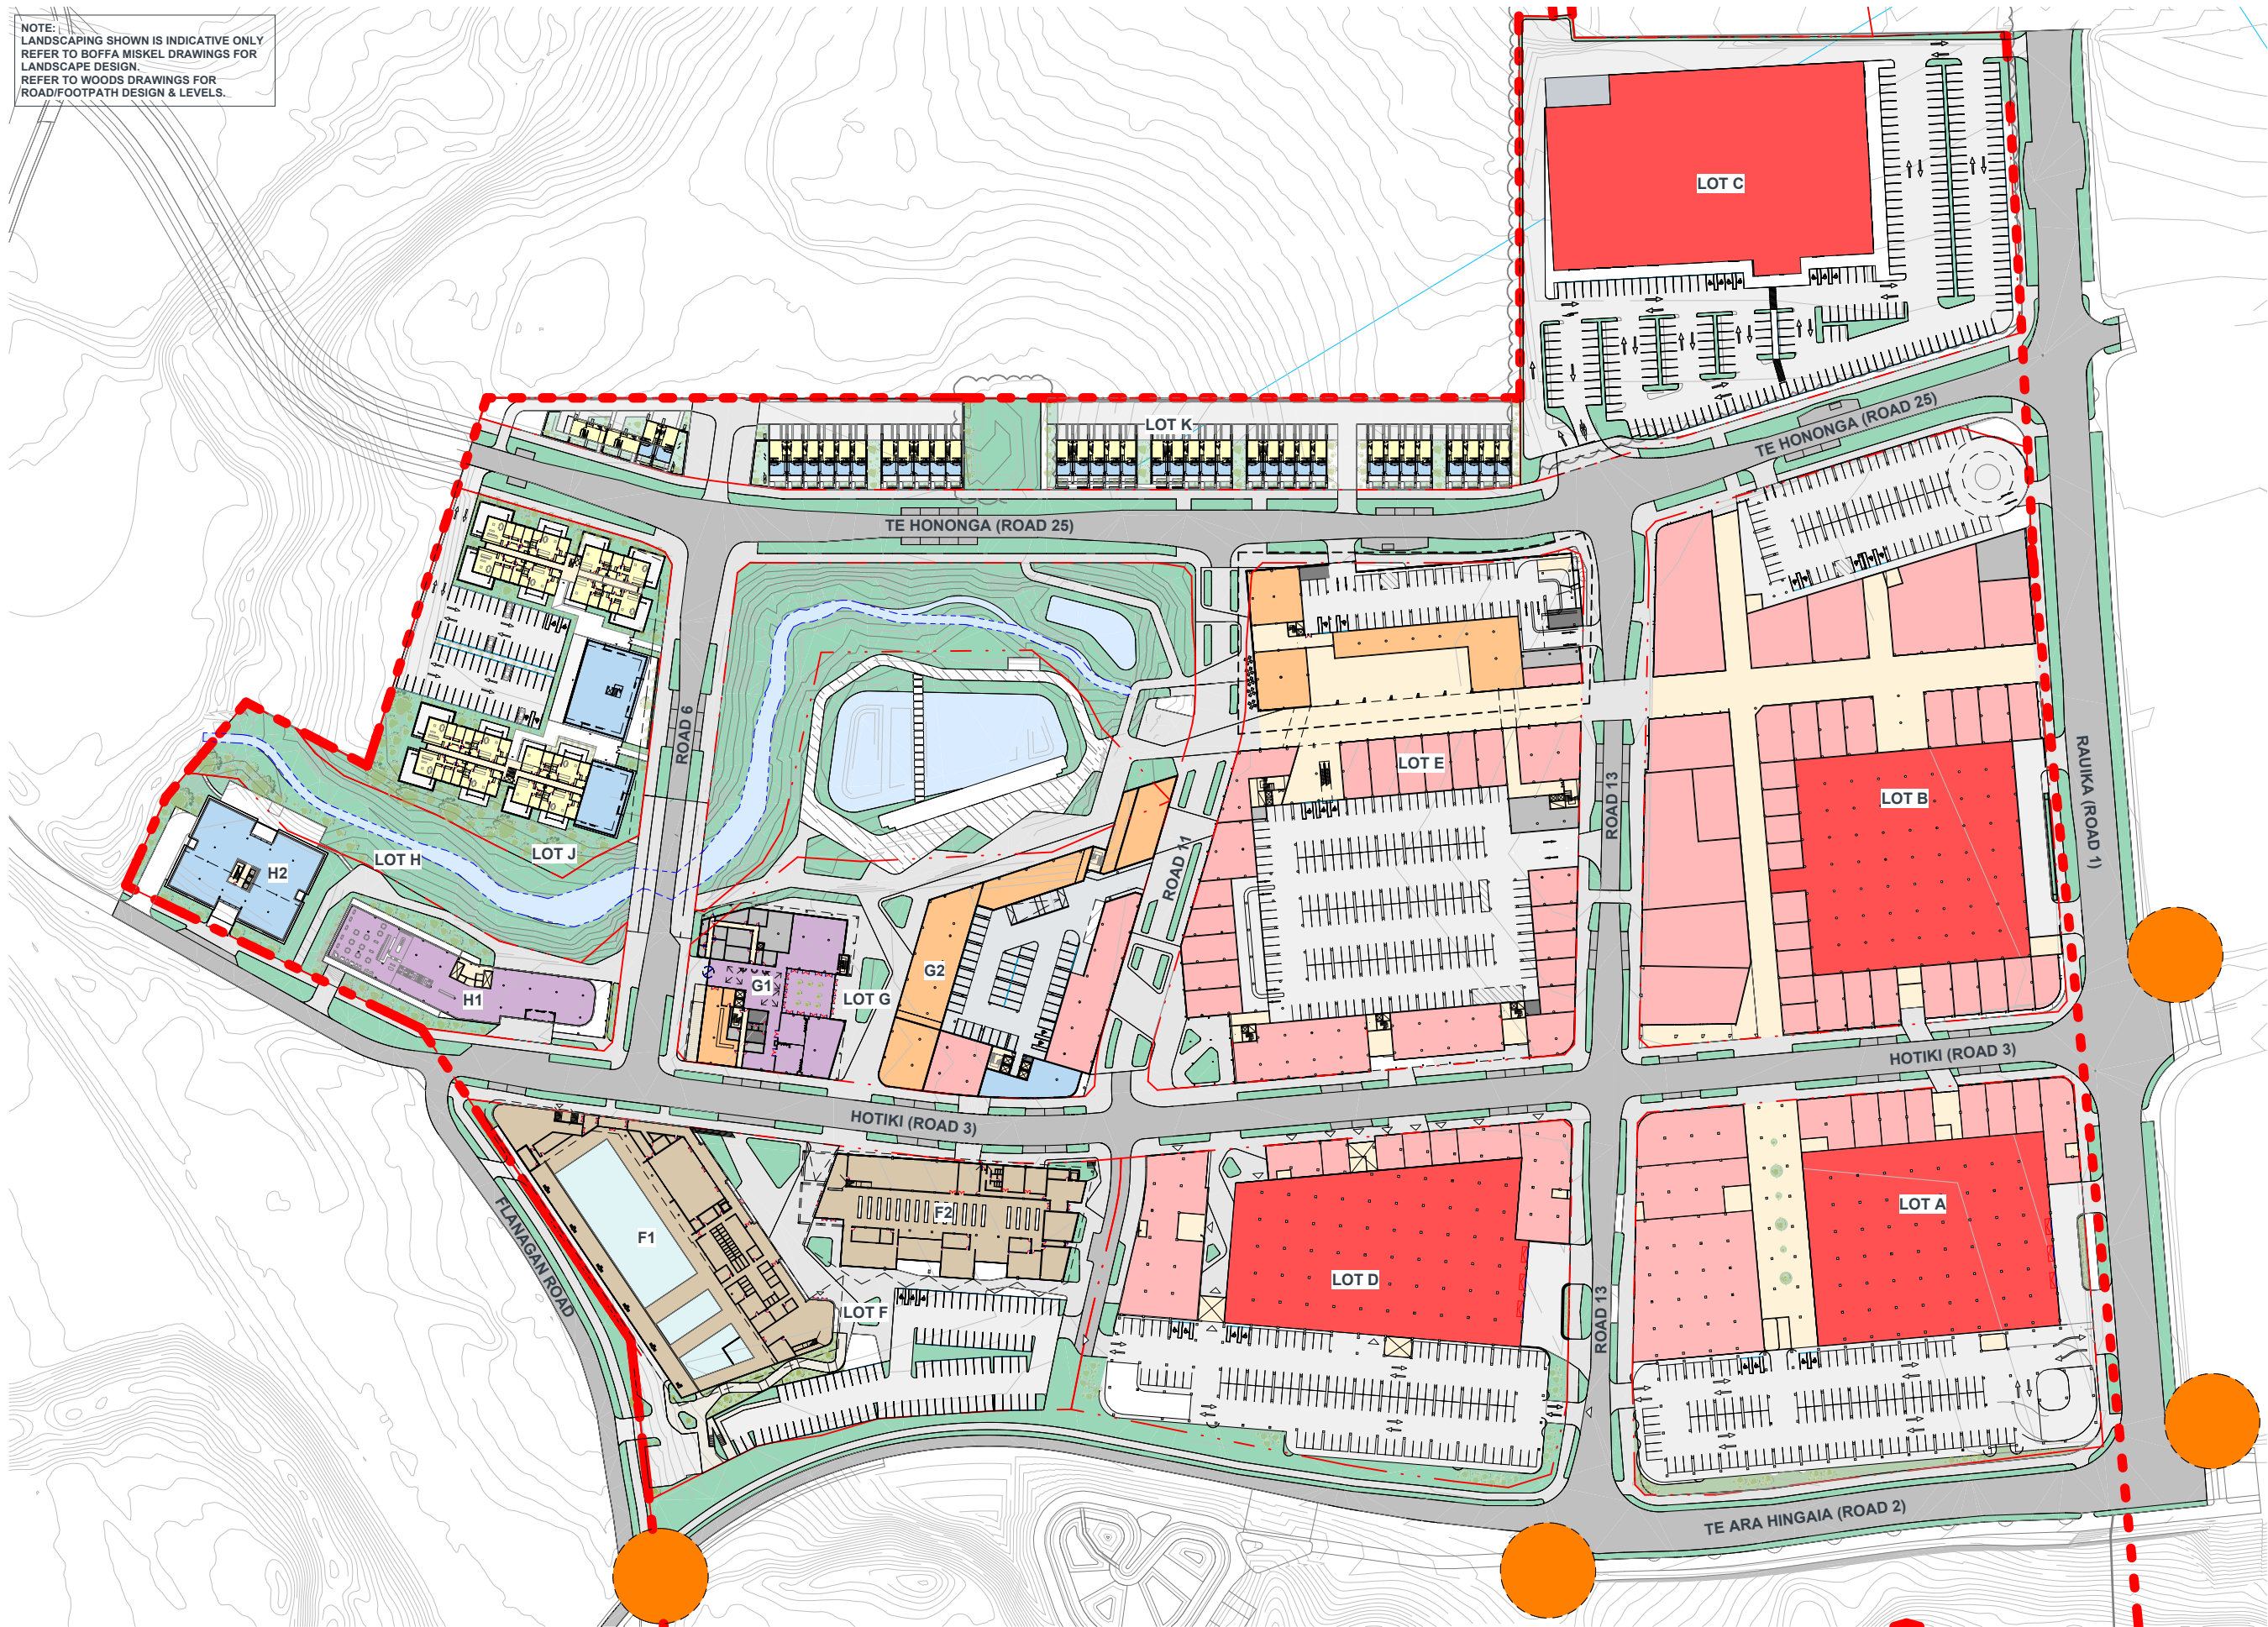 NOTE:
LANDSCAPING SHOWN IS INDICATIVE ONLY
REFER TO BOFFA MISKEL DRAWINGS FOR
LANDSCAPE DESIGN.
REFER TO WOODS DRAWINGS FOR
ROAD/FOOTPATH DESIGN & LEVELS.
LOT C
LOT K
TE HONONGA (ROAD 25)
TE HONONGA (ROAD 25)
ROAD 6
LOT E
ROAD 13
LOT B
RAUIKA (ROAD 1)
LOT H
LOT J
H2
ROAD 11
G2
G1
LOT G
H1
HOTIKI (ROAD 3)
HOTIKI (ROAD 3)
FLANAGAN ROAD
F1
F2
LOT F
LOT D
ROAD 13
LOT A
TE ARA HINGAIA (ROAD 2)